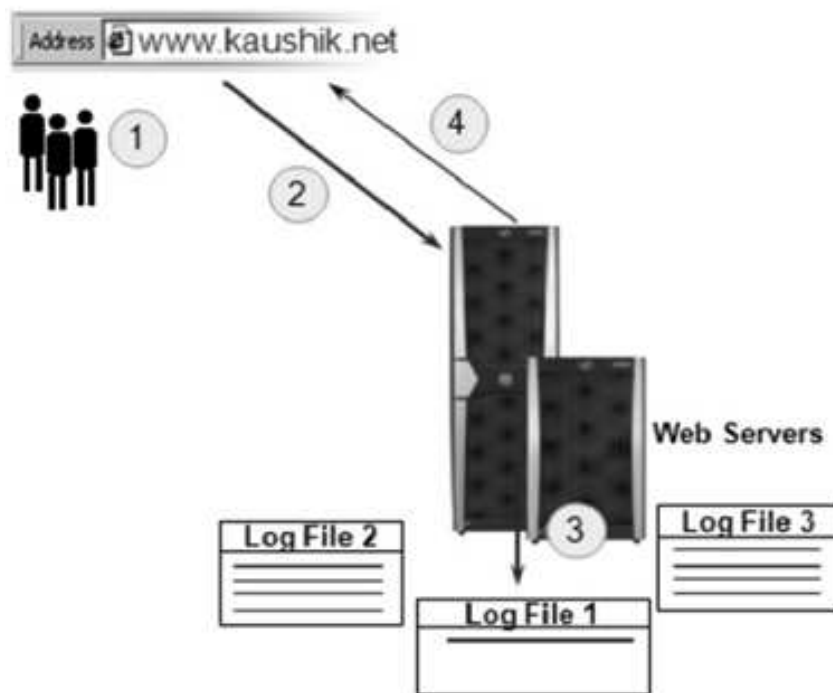 Address www.kaushik.net
1
4
2
Web Servers
3
Log File 2
Log File 3
Log File 1